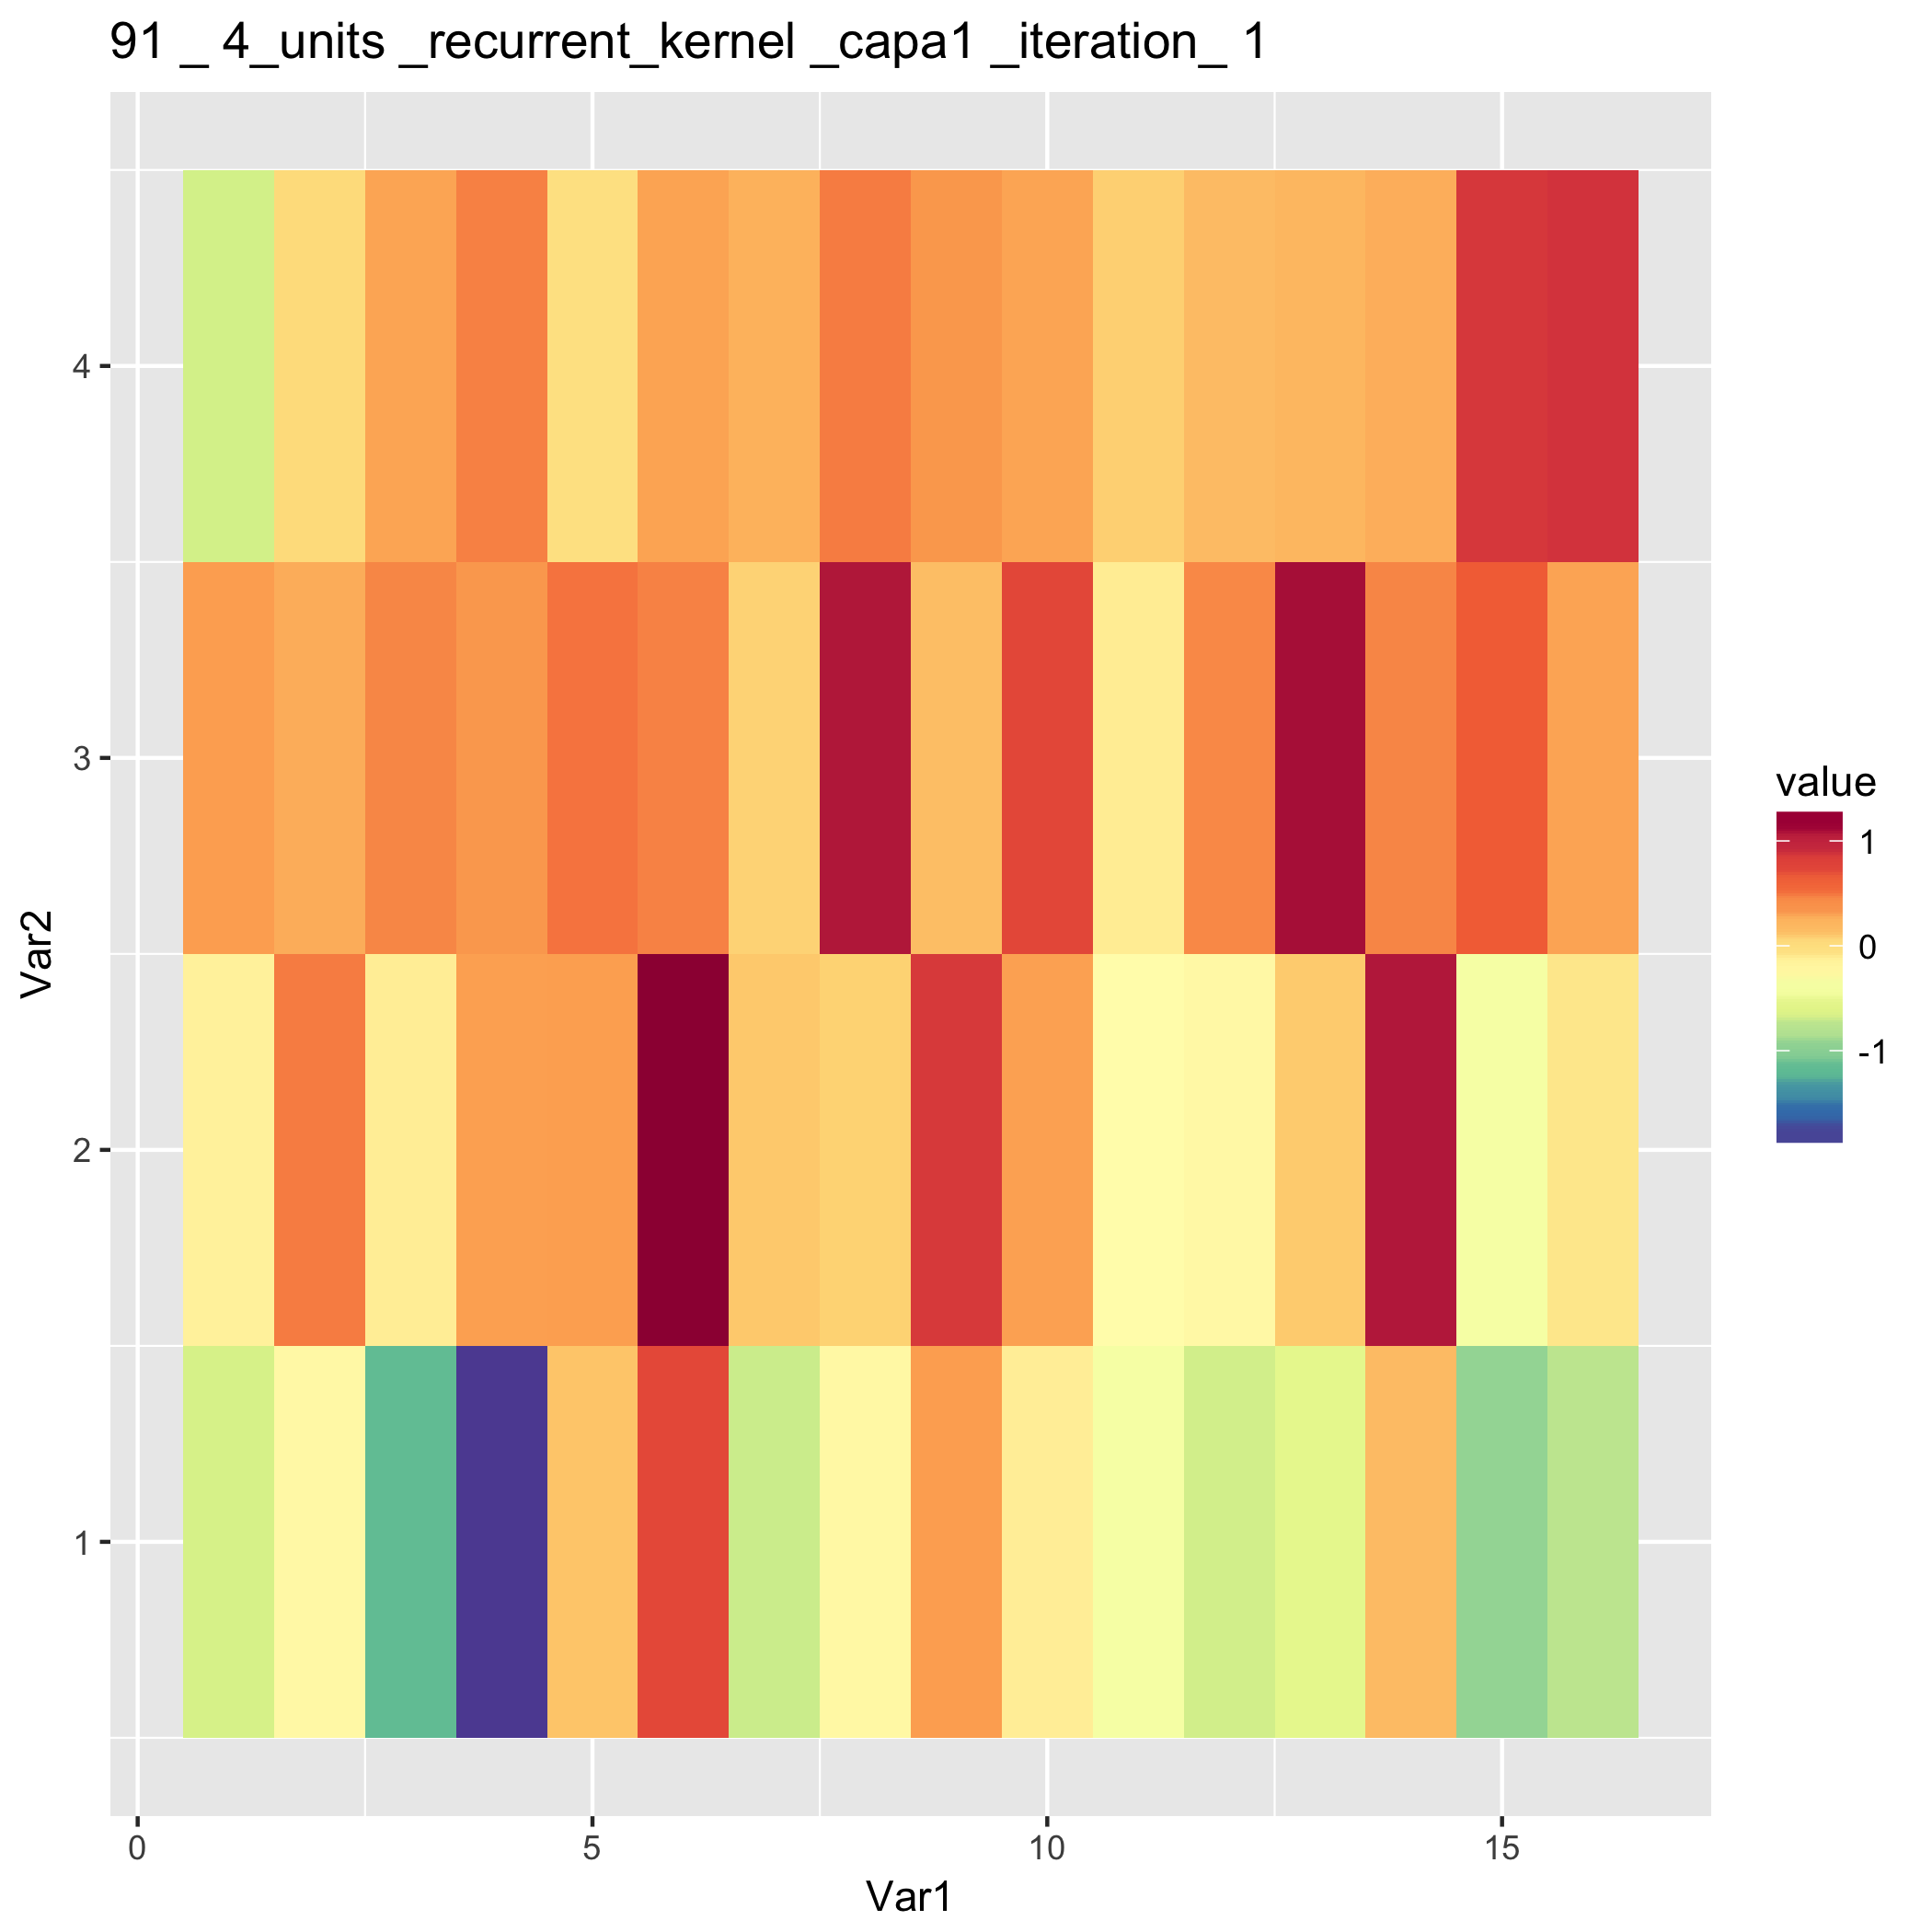 91 _ 4_units _recurrent_kernel _capa1 _iteration_ 1
4
3
2
1
Var2
0 5 10 15
Var1
value
1
0
-1